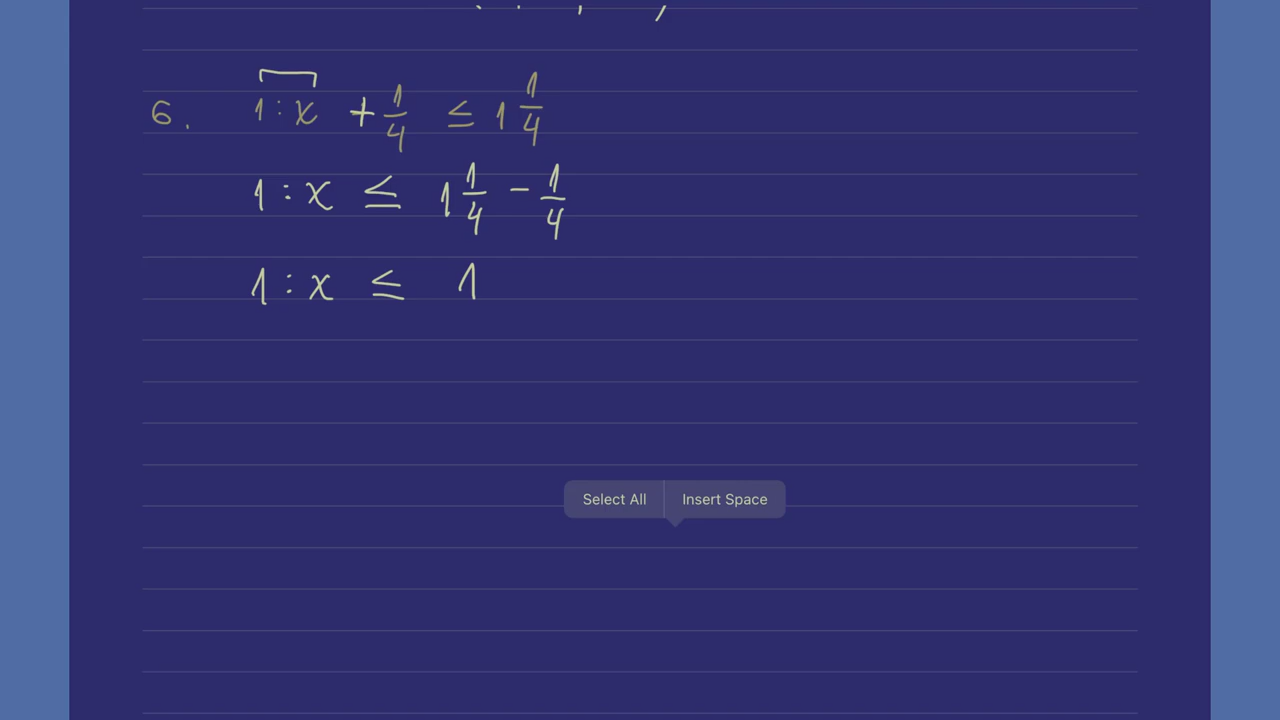 6. 1 : x + 1/4 ≤ 1 1/4
1 : x ≤ 1 1/4 - 1/4
1 : x ≤ 1
Select All Insert Space